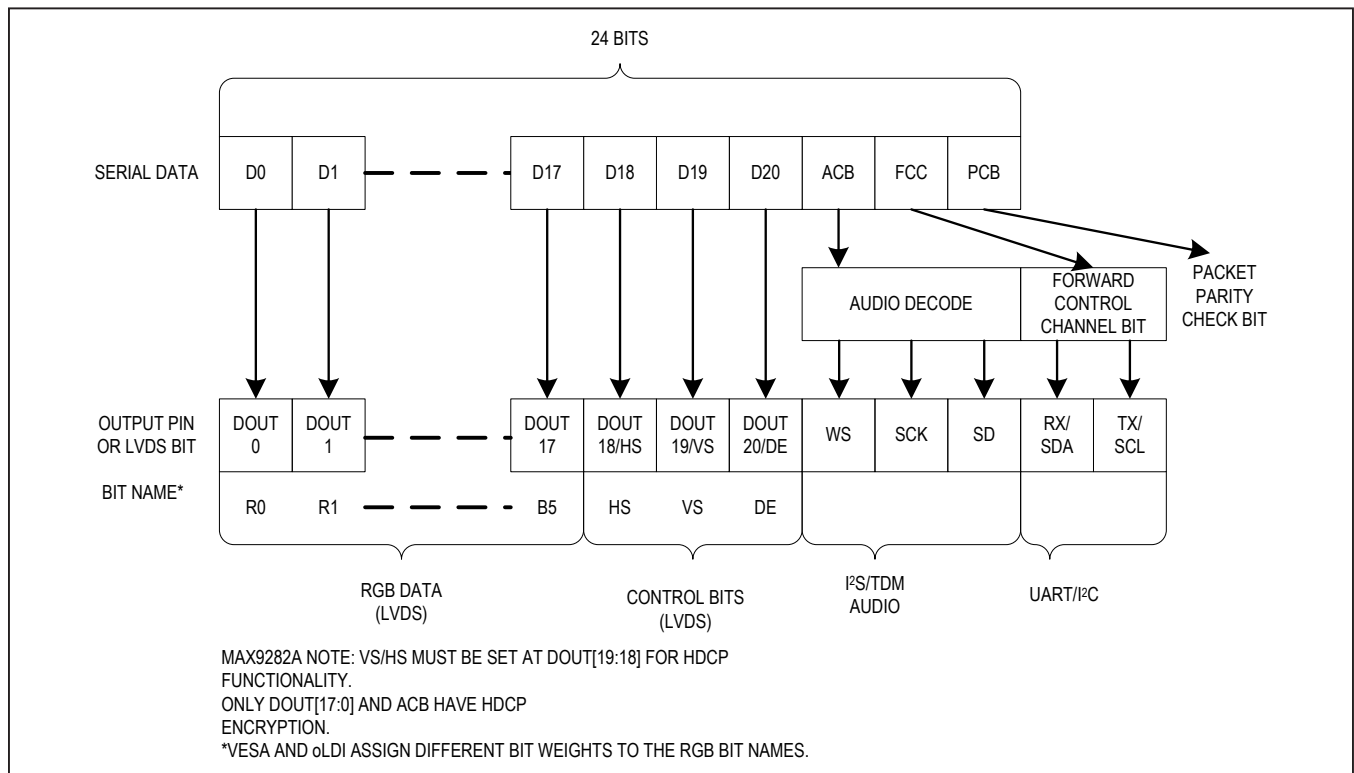 24 BITS
SERIAL DATA
D0 D1 D17 D18 D19 D20 ACB FCC PCB
AUDIO DECODE
FORWARD
CONTROL
CHANNEL BIT
PACKET
PARITY
CHECK BIT
OUTPUT PIN
OR LVDS BIT
DOUT
0
DOUT
1
DOUT
17
DOUT
18/HS
DOUT
19/VS
DOUT
20/DE
WS
SCK
SD
RX/
SDA
TX/
SCL
BIT NAME*
R0 R1 B5 HS VS DE
RGB DATA
(LVDS)
CONTROL BITS
(LVDS)
I²S/TDM
AUDIO
UART/I²C
MAX9282A NOTE: VS/HS MUST BE SET AT DOUT[19:18] FOR HDCP
FUNCTIONALITY.
ONLY DOUT[17:0] AND ACB HAVE HDCP
ENCRYPTION.
*VESA AND oLDI ASSIGN DIFFERENT BIT WEIGHTS TO THE RGB BIT NAMES.